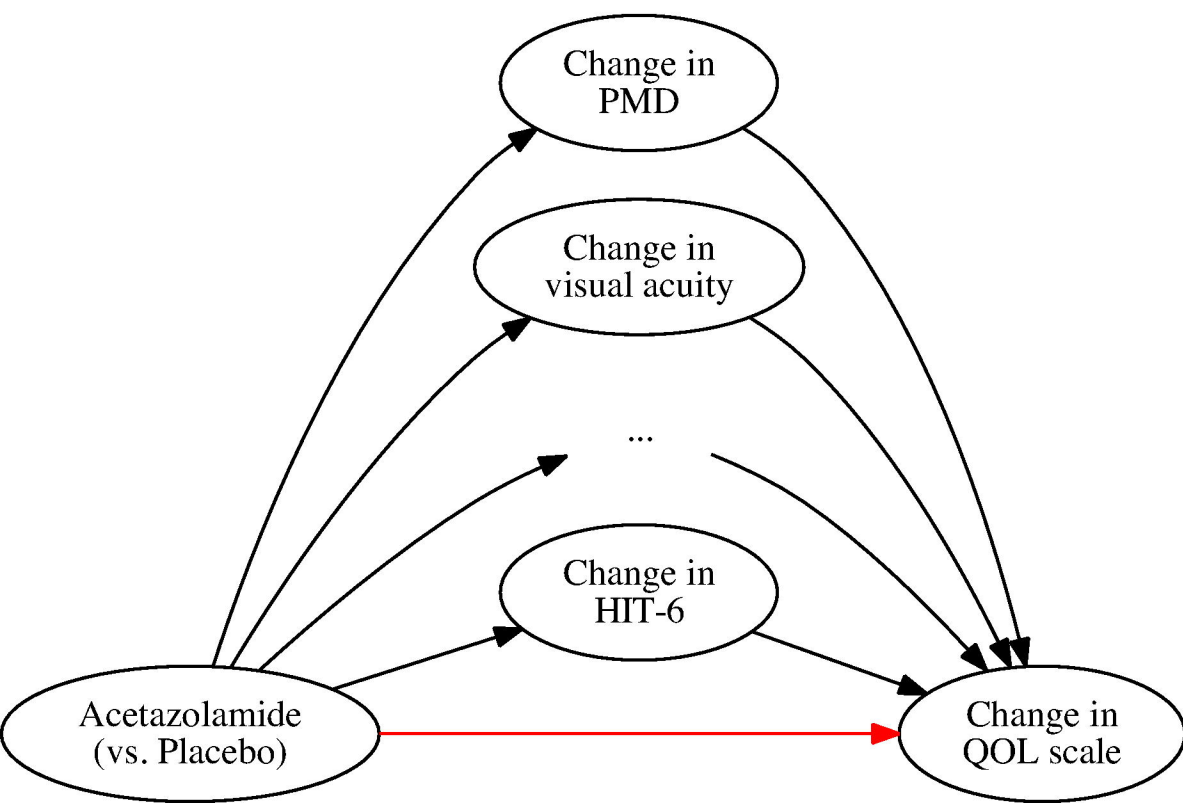 Change in
PMD
Change in
visual acuity
...
Change in
HIT-6
Acetazolamide
(vs. Placebo)
Change in
QOL scale